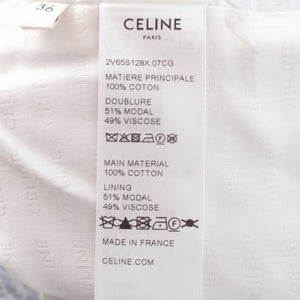 36
CELINE
PARIS
2V65S128X.07CG
MATIERE PRINCIPALE
100% COTON
DOUBLURE
51% MODAL
49% VISCOSE
MAIN MATERIAL
100% COTON
LINING
51% MODAL
49% VISCOSE
MADE IN FRANCE
CELINE.COM